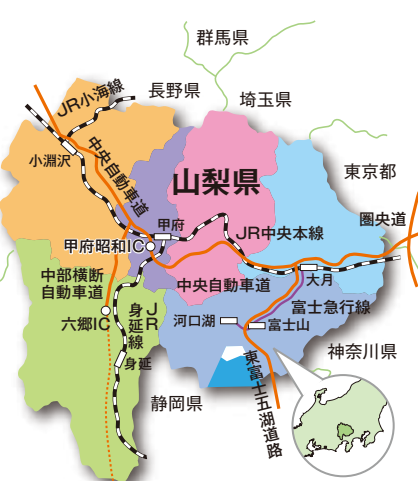 群馬県
JR小海線
長野県
埼玉県
中央自動車道
小淵沢
山梨県
東京都
圏央道
甲府
甲府昭和IC
JR中央本線
中部横断
自動車道
中央自動車道
大月
六郷IC
JR
身延線
河口湖
富士急行線
富士山
身延
神奈川県
静岡県
東富士五湖道路